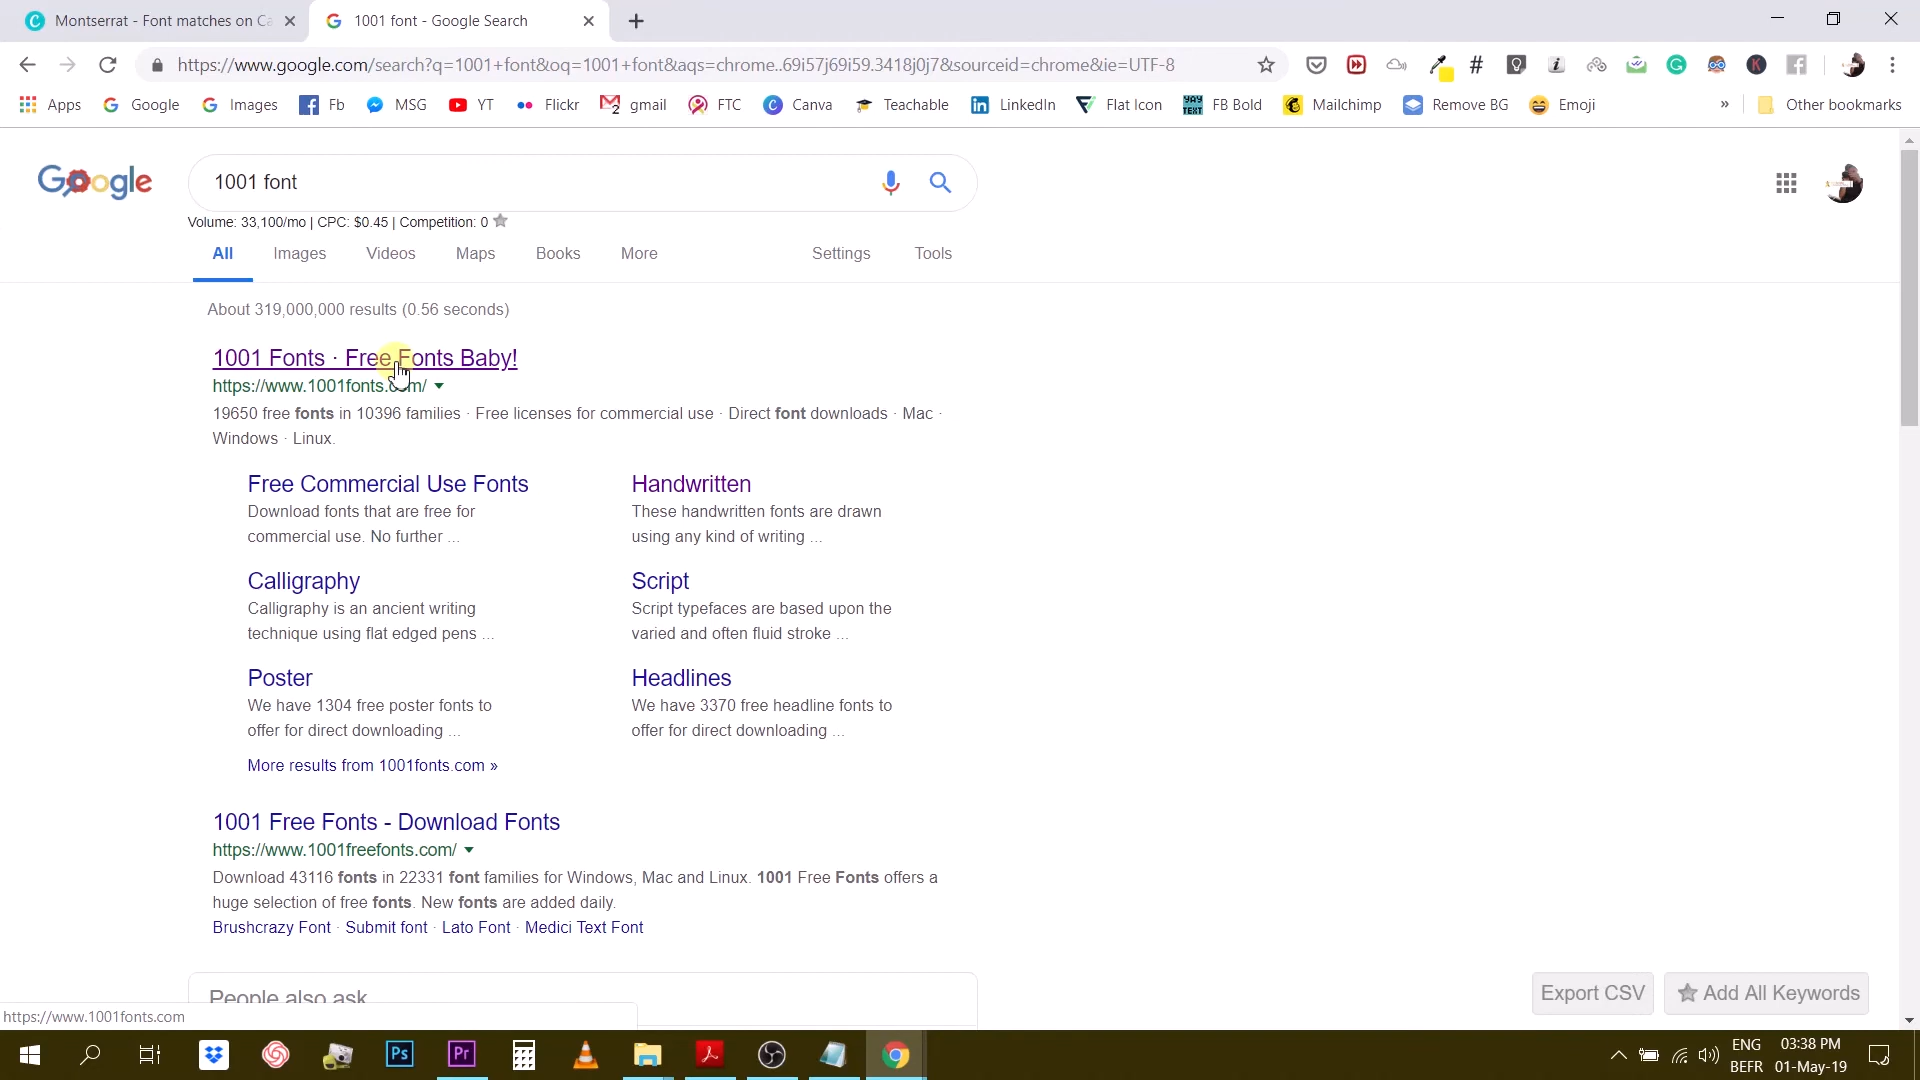 Montserrat - Font matches on Ca
1001 font - Google Search
https://www.google.com/search?q=1001+font&oq=1001+font&aqs=chrome..69i57j69i59.3418j0j7&sourceid=chrome&ie=UTF-8
Apps Google Images Fb MSG YT Flickr gmail FTC Canva Teachable LinkedIn Flat Icon FB Bold Mailchimp Remove BG Emoji » Other bookmarks
Google
1001 font
Volume: 33,100/mo | CPC: $0.45 | Competition: 0
All Images Videos Maps Books More Settings Tools
About 319,000,000 results (0.56 seconds)
1001 Fonts · Free Fonts Baby!
https://www.1001fonts.com/
19650 free fonts in 10396 families · Free licenses for commercial use · Direct font downloads · Mac ·
Windows · Linux.
Free Commercial Use Fonts
Download fonts that are free for
commercial use. No further ...
Handwritten
These handwritten fonts are drawn
using any kind of writing ...
Calligraphy
Calligraphy is an ancient writing
technique using flat edged pens ...
Script
Script typefaces are based upon the
varied and often fluid stroke ...
Poster
We have 1304 free poster fonts to
offer for direct downloading ...
Headlines
We have 3370 free headline fonts to
offer for direct downloading ...
More results from 1001fonts.com »
1001 Free Fonts - Download Fonts
https://www.1001freefonts.com/
Download 43116 fonts in 22331 font families for Windows, Mac and Linux. 1001 Free Fonts offers a
huge selection of free fonts. New fonts are added daily.
Brushcrazy Font · Submit font · Lato Font · Medici Text Font
People also ask
Export CSV
Add All Keywords
https://www.1001fonts.com
Ps
Pr
ENG
BEFR
03:38 PM
01-May-19